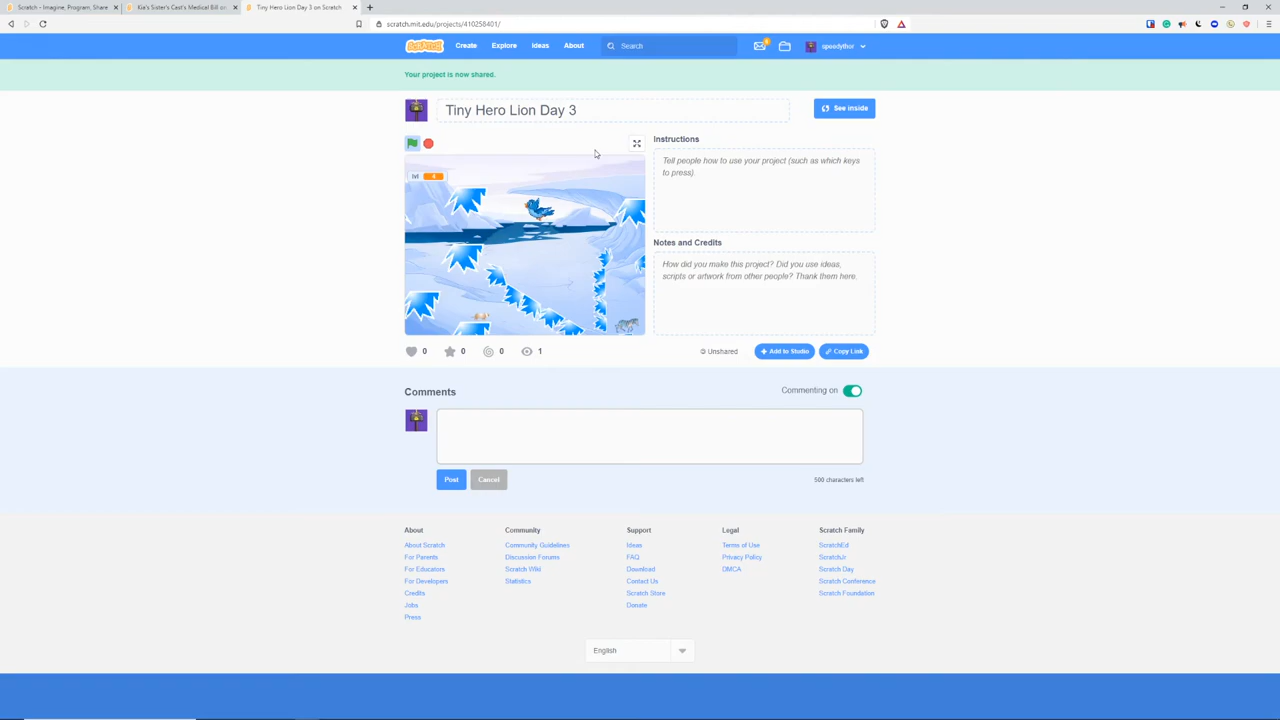 Scratch - Imagine, Program, Share
Kia's Sister's Cast's Medical Bill on
Tiny Hero Lion Day 3 on Scratch
scratch.mit.edu/projects/410258401/
SCRATCH
Create
Explore
Ideas
About
Search
speedythor
Your project is now shared.
Tiny Hero Lion Day 3
See inside
Instructions
Tell people how to use your project (such as which keys
to press).
lvl 4
Notes and Credits
How did you make this project? Did you use ideas,
scripts or artwork from other people? Thank them here.
0
0
0
1
Unshared
Add to Studio
Copy Link
Comments
Commenting on
Post
Cancel
500 characters left
About
About Scratch
For Parents
For Educators
For Developers
Credits
Jobs
Press
Community
Community Guidelines
Discussion Forums
Scratch Wiki
Statistics
Support
Ideas
FAQ
Download
Contact Us
Scratch Store
Donate
Legal
Terms of Use
Privacy Policy
DMCA
Scratch Family
ScratchEd
ScratchJr
Scratch Day
Scratch Conference
Scratch Foundation
English